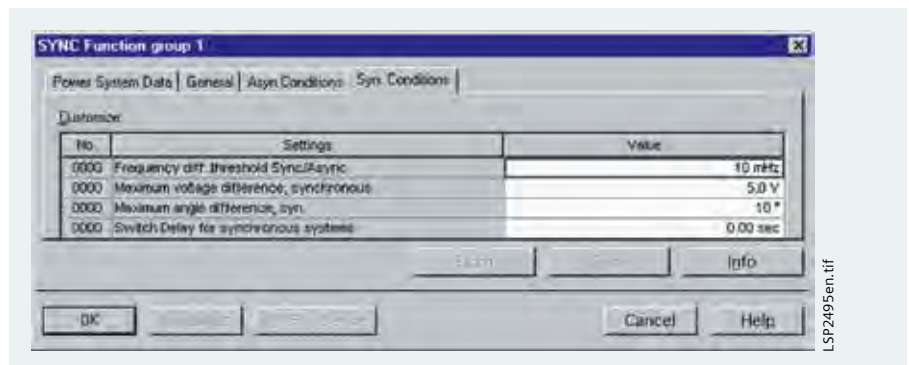 SYNC Function group 1
Power System Data General Asyn Conditions Syn. Conditions
Customize:
No. Settings Value
0000 Frequency diff. threshold Sync/Async 10 mHz
0000 Maximum voltage difference, synchronous 5.0 V
0000 Maximum angle difference, syn. 10 °
0000 Switch Delay for synchronous systems 0.00 sec
Info
OK Cancel Help
LSP2495en.tif